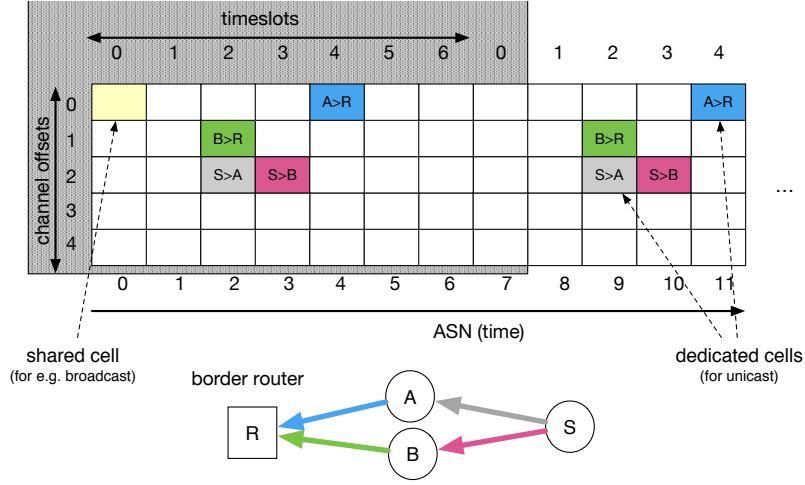 timeslots
0 1 2 3 4 5 6 0 1 2 3 4
channel offsets
0 A>R A>R
1 B>R B>R
2 S>A S>B S>A S>B ...
3
4
0 1 2 3 4 5 6 7 8 9 10 11
ASN (time)
shared cell
(for e.g. broadcast)
dedicated cells
(for unicast)
border router
A
R
S
B